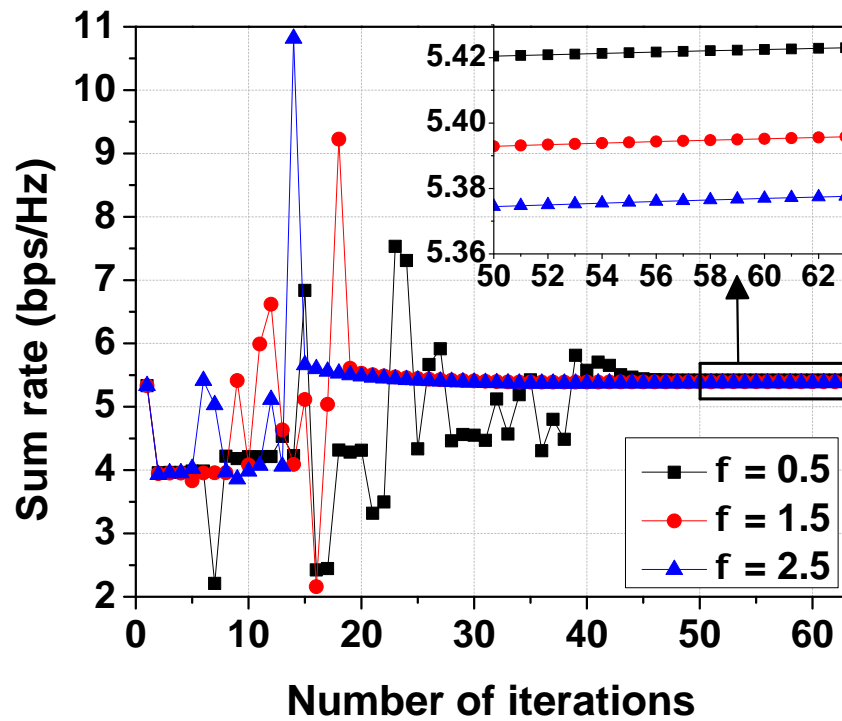 11
10
9
8
7
6
5
4
3
2
Sum rate (bps/Hz)
0 10 20 30 40 50 60
Number of iterations
5.42
5.40
5.38
5.36
50 52 54 56 58 60 62
f = 0.5
f = 1.5
f = 2.5